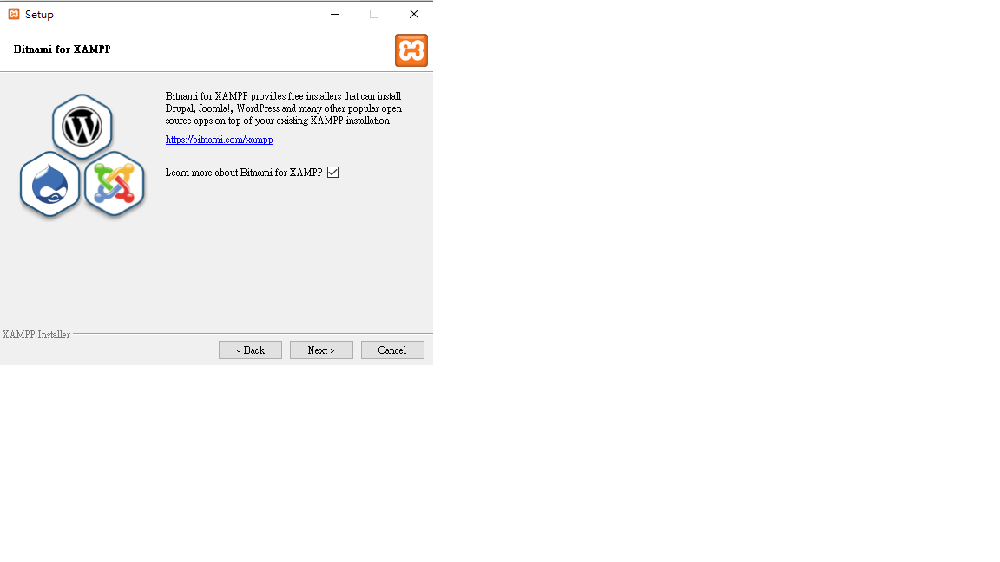 Setup
Bitnami for XAMPP
Bitnami for XAMPP provides free installers that can install
Drupal, Joomla!, WordPress and many other popular open
source apps on top of your existing XAMPP installation.
https://bitnami.com/xampp
Learn more about Bitnami for XAMPP
XAMPP Installer
< Back
Next >
Cancel